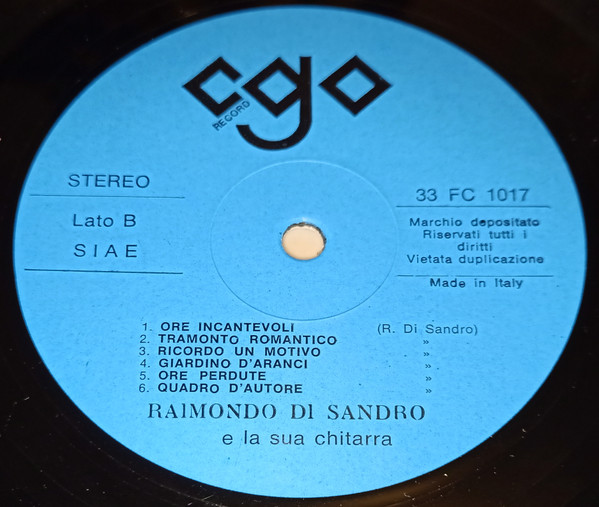 cgo
RECORD
STEREO
Lato B
SIAE
33 FC 1017
Marchio depositato
Riservati tutti i
diritti
Vietata duplicazione
Made in Italy
1. ORE INCANTEVOLI (R. Di Sandro)
2. TRAMONTO ROMANTICO »
3. RICORDO UN MOTIVO »
4. GIARDINO D'ARANCI »
5. ORE PERDUTE »
6. QUADRO D'AUTORE »
RAIMONDO DI SANDRO
e la sua chitarra